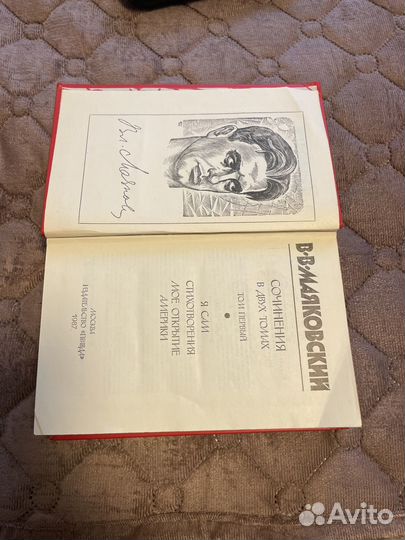 В·В·МАЯКОВСКИЙ
СОЧИНЕНИЯ
В ДВУХ ТОМАХ
ТОМ ПЕРВЫЙ
Я САМ
СТИХОТВОРЕНИЯ
МОЕ ОТКРЫТИЕ
АМЕРИКИ
МОСКВА
ИЗДАТЕЛЬСТВО «ПРАВДА»
1987
Avito